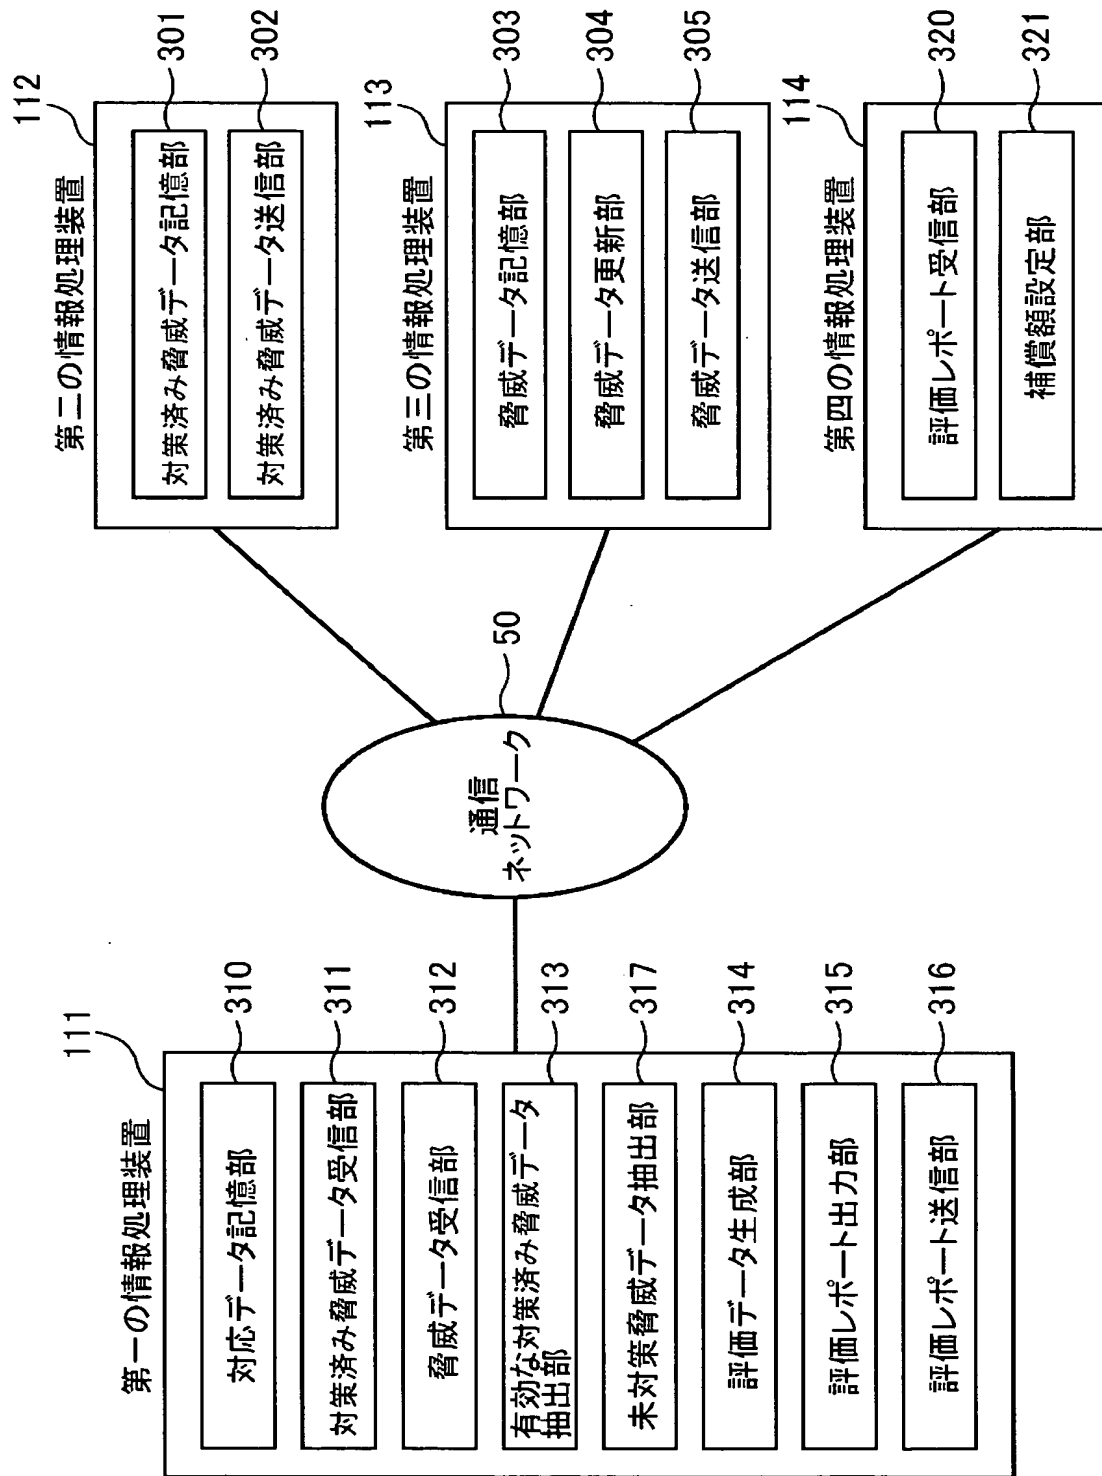 第一の情報処理装置
111
対応データ記憶部
310
対策済み脅威データ受信部
311
脅威データ受信部
312
有効な対策済み脅威データ
抽出部
313
未対策脅威データ抽出部
317
評価データ生成部
314
評価レポート出力部
315
評価レポート送信部
316
通信
ネットワーク
50
第二の情報処理装置
112
対策済み脅威データ記憶部
301
対策済み脅威データ送信部
302
第三の情報処理装置
113
脅威データ記憶部
303
脅威データ更新部
304
脅威データ送信部
305
第四の情報処理装置
114
評価レポート受信部
320
補償額設定部
321